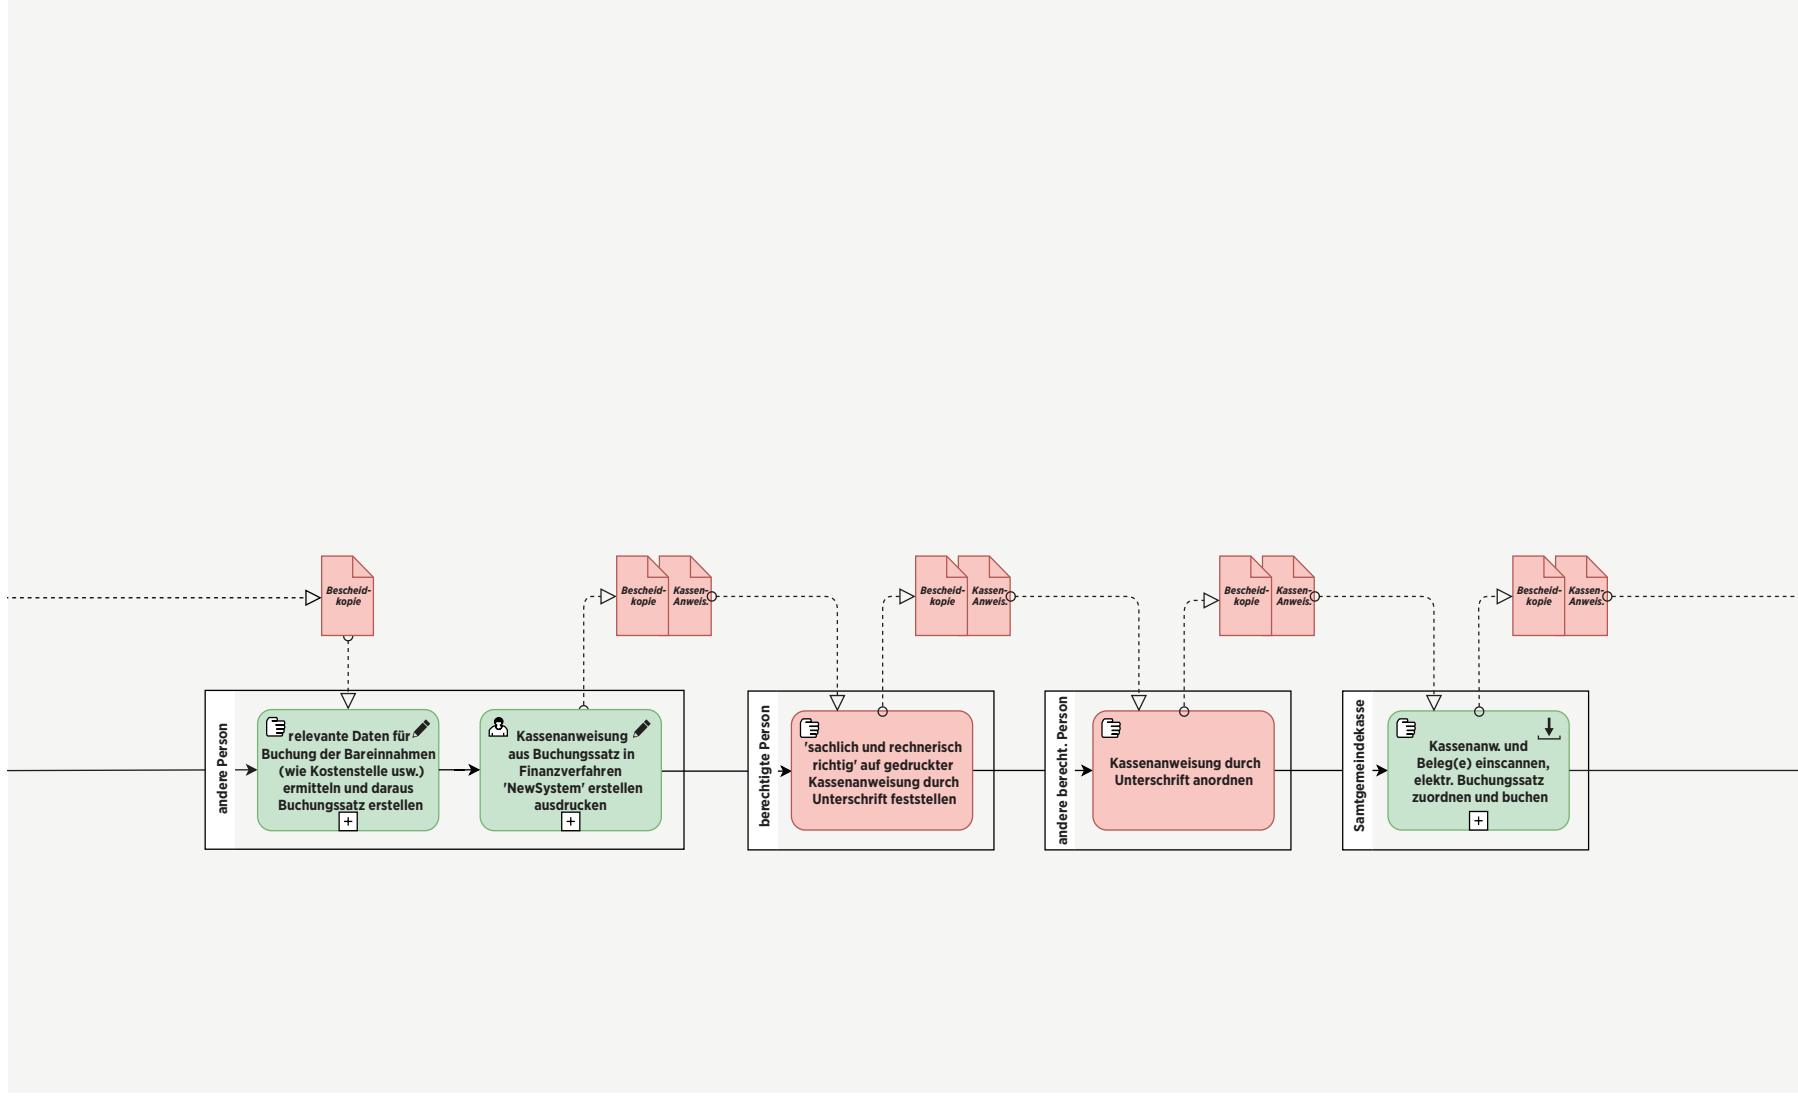 Bescheid-
kopie
Bescheid-
kopie
Kassen-
Anweis.
Bescheid-
kopie
Kassen-
Anweis.
Bescheid-
kopie
Kassen-
Anweis.
Bescheid-
kopie
Kassen-
Anweis.
andere Person
relevante Daten für
Buchung der Bareinnahmen
(wie Kostenstelle usw.)
ermitteln und daraus
Buchungssatz erstellen
Kassenanweisung
aus Buchungssatz in
Finanzverfahren
'NewSystem' erstellen
ausdrucken
berechtigte Person
'sachlich und rechnerisch
richtig' auf gedruckter
Kassenanweisung durch
Unterschrift feststellen
andere berecht. Person
Kassenanweisung durch
Unterschrift anordnen
Samtgemeindekasse
Kassenanw. und
Beleg(e) einscannen,
elektr. Buchungssatz
zuordnen und buchen